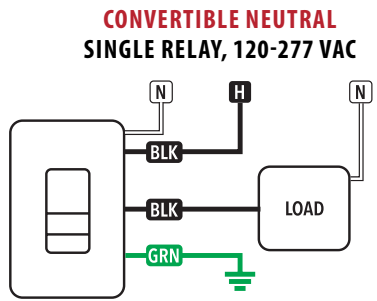 CONVERTIBLE NEUTRAL
SINGLE RELAY, 120-277 VAC
N
H
N
BLK
BLK
LOAD
GRN